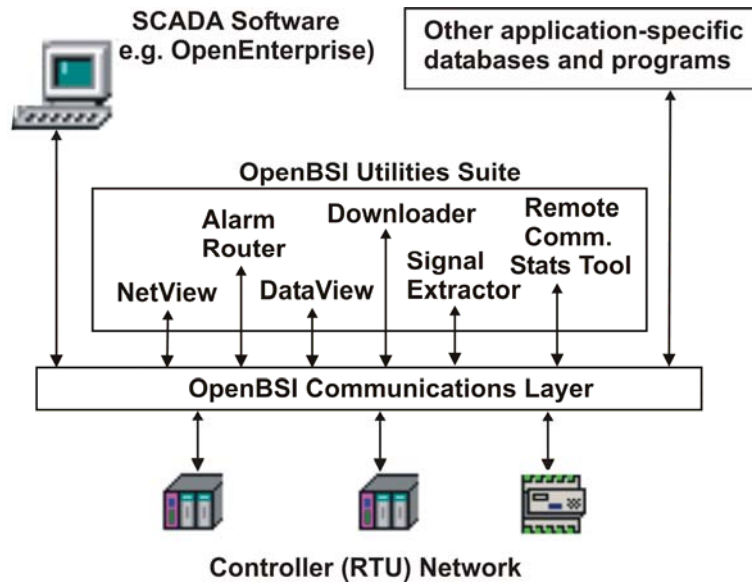 SCADA Software
e.g. OpenEnterprise)
Other application-specific
databases and programs
OpenBSI Utilities Suite
Alarm
Router
Downloader
Remote
Comm.
Stats Tool
NetView
DataView
Signal
Extractor
OpenBSI Communications Layer
Controller (RTU) Network